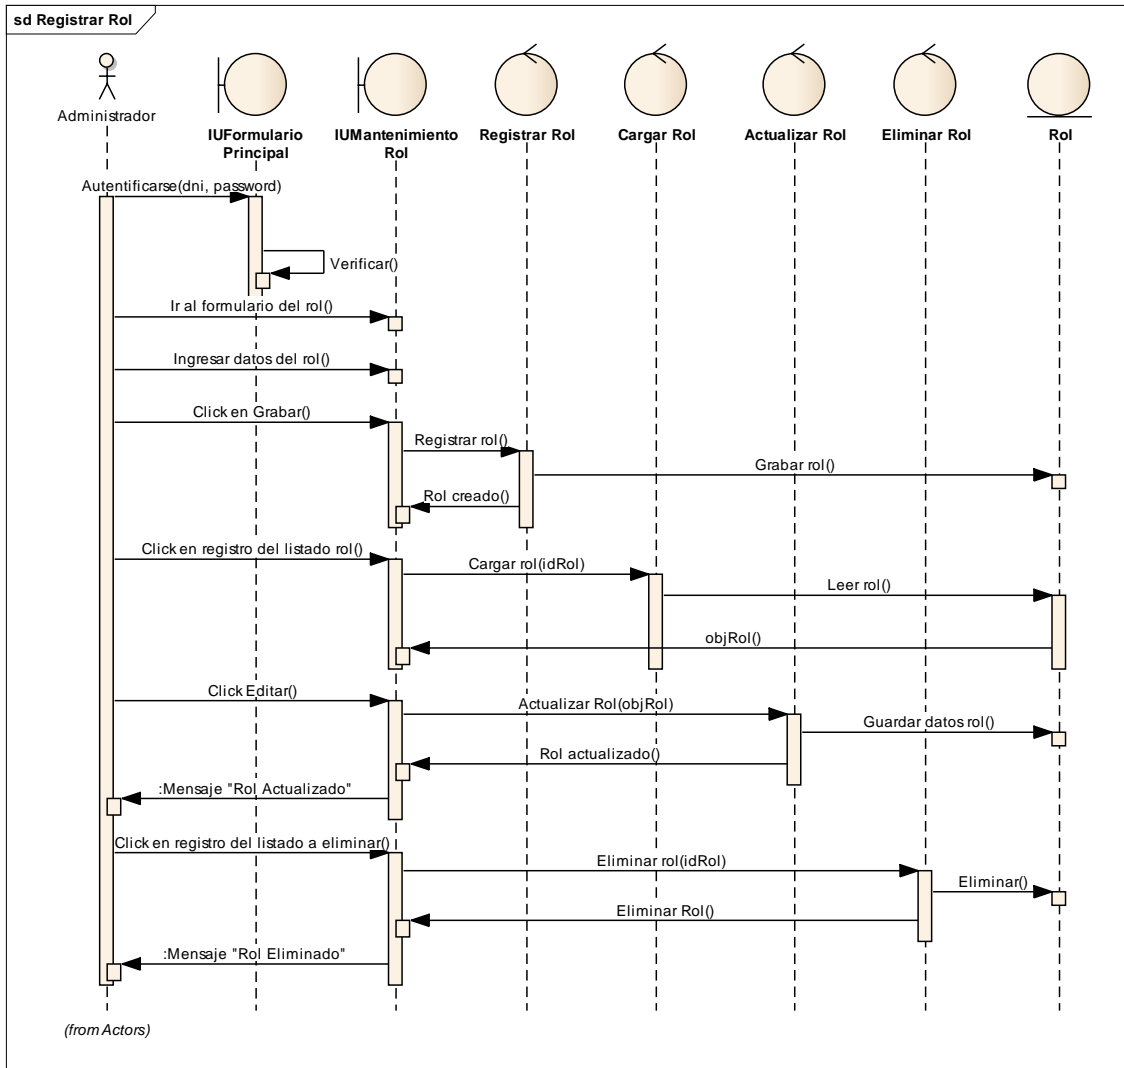 sd Registrar Rol
Administrador
IUFormulario
Principal
IUMantenimiento
Rol
Registrar Rol
Cargar Rol
Actualizar Rol
Eliminar Rol
Rol
Autentificarse(dni, password)
Verificar()
Ir al formulario del rol()
Ingresar datos del rol()
Click en Grabar()
Registrar rol()
Grabar rol()
Rol creado()
Click en registro del listado rol()
Cargar rol(idRol)
Leer rol()
objRol()
Click Editar()
Actualizar Rol(objRol)
Guardar datos rol()
Rol actualizado()
:Mensaje "Rol Actualizado"
Click en registro del listado a eliminar()
Eliminar rol(idRol)
Eliminar()
Eliminar Rol()
:Mensaje "Rol Eliminado"
(from Actors)